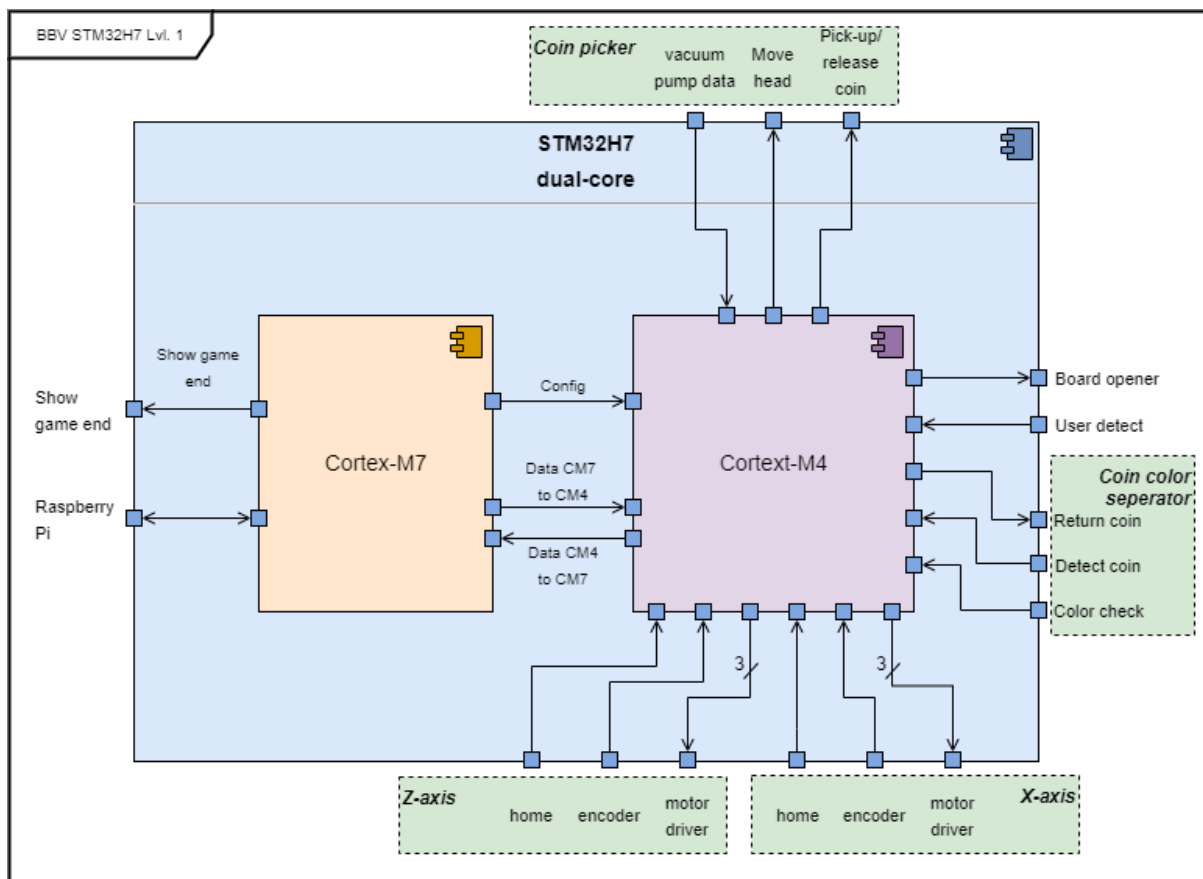 BBV STM32H7 Lvl. 1
Coin picker
vacuum
pump data
Move
head
Pick-up/
release
coin
STM32H7
dual-core
Show game
end
Show
game end
Raspberry
Pi
Cortex-M7
Config
Data CM7
to CM4
Data CM4
to CM7
Cortext-M4
Board opener
User detect
Coin color
seperator
Return coin
Detect coin
Color check
3
3
Z-axis
home
encoder
motor
driver
X-axis
home
encoder
motor
driver